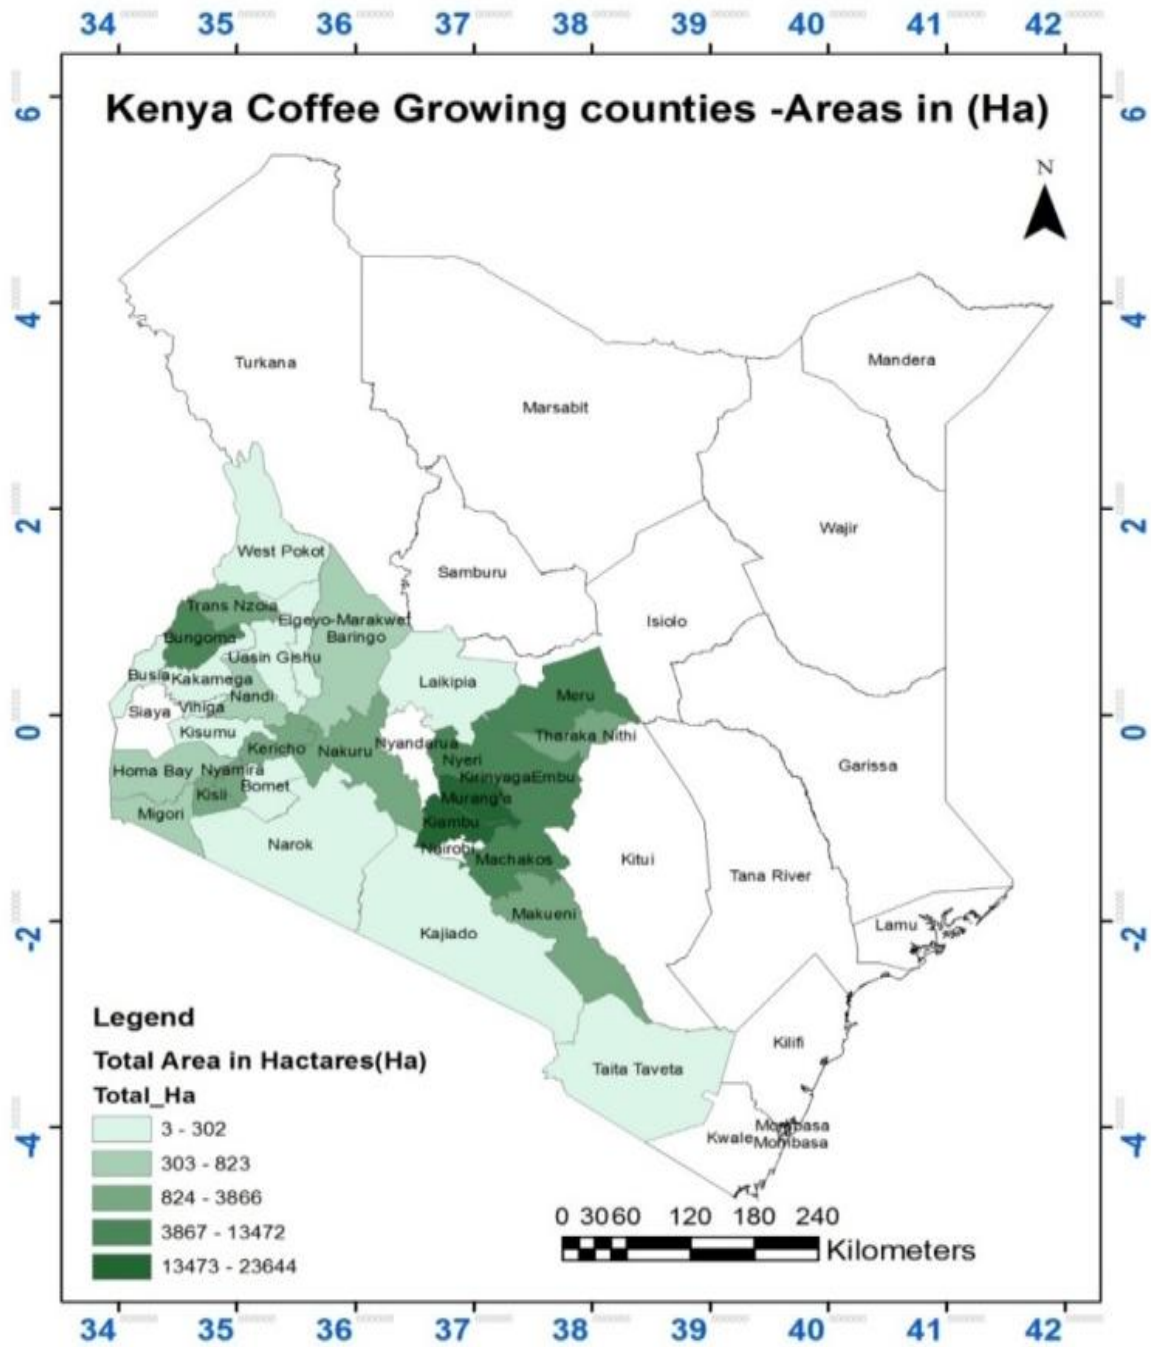 34 35 36 37 38 39 40 41 42
Kenya Coffee Growing counties -Areas in (Ha)
6 6
N
4 4
Mandera
Turkana
Marsabit
2 2
Wajir
West Pokot
Samburu
Trans Nzoia
Elgeyo-Marakwet
Isiolo
Bungoma
Baringo
Uasin Gishu
Busia
Kakamega
Laikipia
Nandi
Meru
Vihiga
Siaya
Kisumu
0 0
Tharaka Nithi
Nyandarua
Kericho
Nakuru
Nyeri
Garissa
Homa Bay
Nyamira
Kirinyaga
Embu
Bomet
Kisii
Murang'a
Migori
Kiambu
Narok
Nairobi
Machakos
Kitui
Tana River
Makueni
Lamu
-2 -2
Kajiado
Legend
Kilifi
Total Area in Hactares(Ha)
Taita Taveta
Total_Ha
3 - 302
Mombasa
-4 -4
Kwale
Mombasa
303 - 823
824 - 3866
0 30 60 120 180 240
3867 - 13472
Kilometers
13473 - 23644
34 35 36 37 38 39 40 41 42